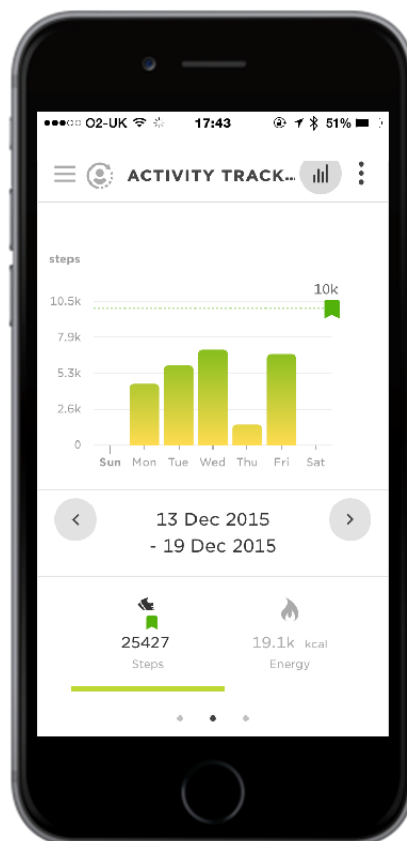 O2-UK 17:43 51%
ACTIVITY TRACK...
steps
10k
10.5k
7.9k
5.3k
2.6k
0
Sun Mon Tue Wed Thu Fri Sat
13 Dec 2015
- 19 Dec 2015
25427 19.1k kcal
Steps Energy